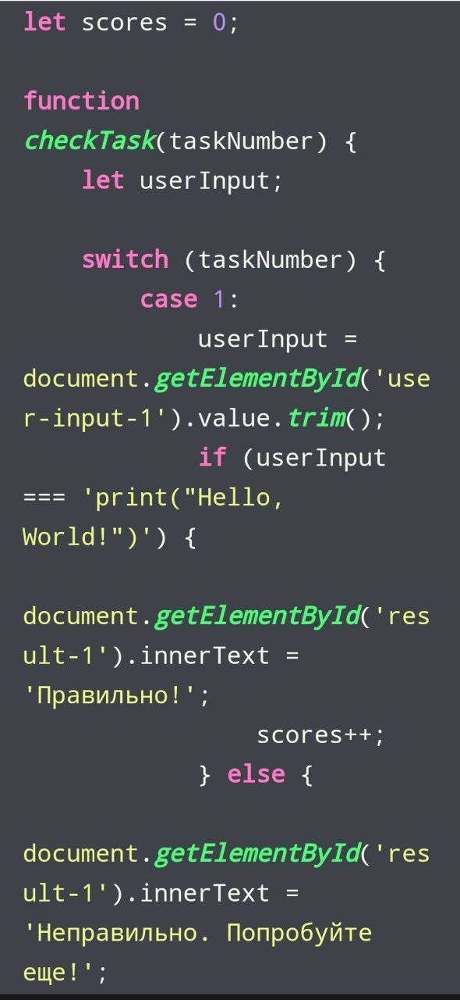 let scores = 0;
function
checkTask(taskNumber) {
let userInput;
switch (taskNumber) {
case 1:
userInput =
document.getElementById('use
r-input-1').value.trim();
if (userInput
=== 'print("Hello,
World!")') {
document.getElementById('res
ult-1').innerText =
'Правильно!';
scores++;
} else {
document.getElementById('res
ult-1').innerText =
'Неправильно. Попробуйте
еще!';